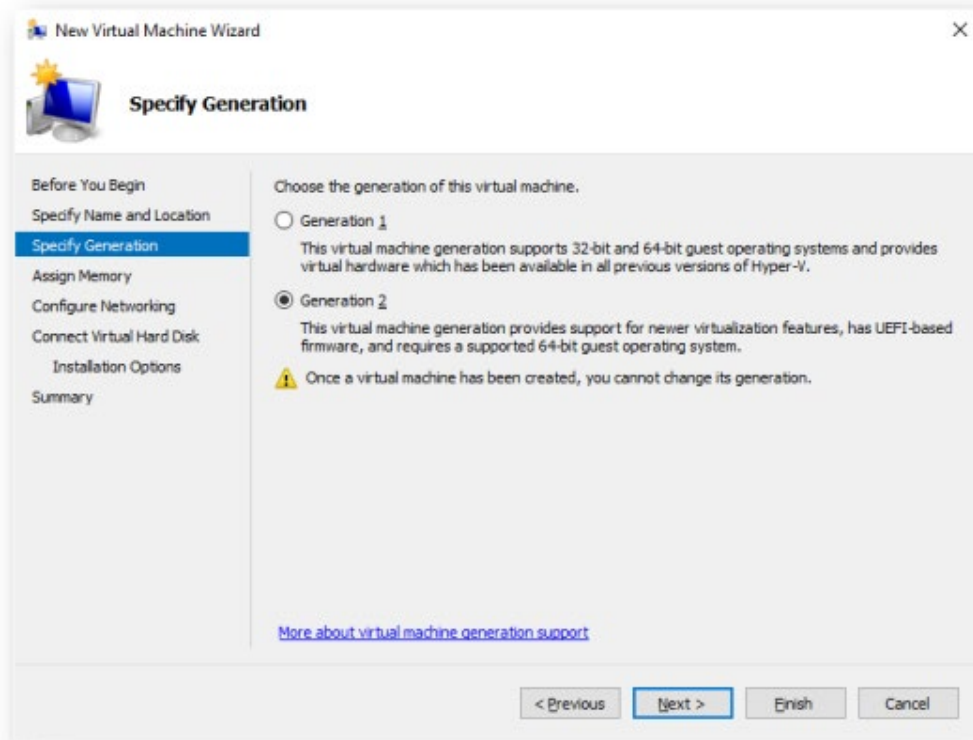 New Virtual Machine Wizard
Specify Generation
Before You Begin
Specify Name and Location
Specify Generation
Assign Memory
Configure Networking
Connect Virtual Hard Disk
Installation Options
Summary
Choose the generation of this virtual machine.
Generation 1
This virtual machine generation supports 32-bit and 64-bit guest operating systems and provides
virtual hardware which has been available in all previous versions of Hyper-V.
Generation 2
This virtual machine generation provides support for newer virtualization features, has UEFI-based
firmware, and requires a supported 64-bit guest operating system.
Once a virtual machine has been created, you cannot change its generation.
More about virtual machine generation support
< Previous
Next >
Finish
Cancel